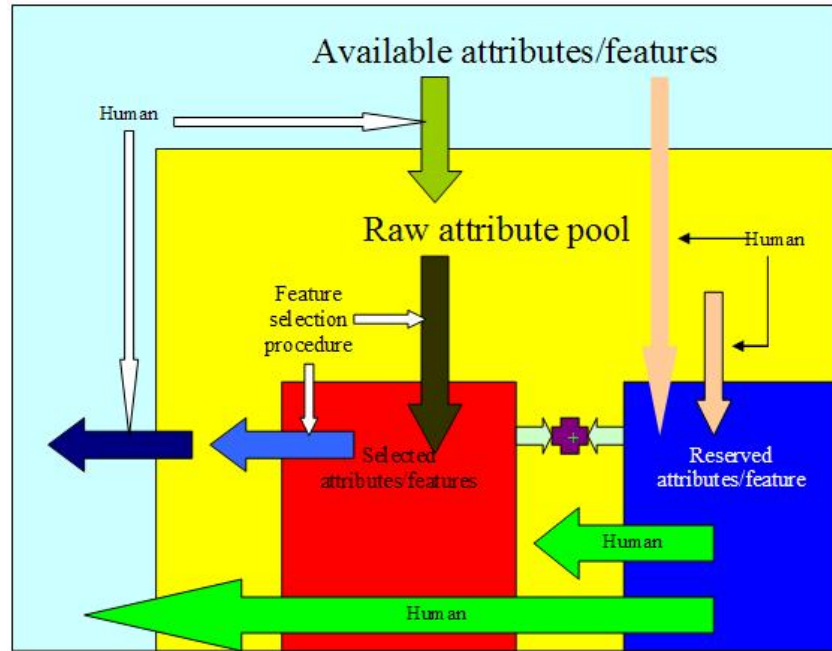 Available attributes/features
Human
Raw attribute pool
Human
Feature
selection
procedure
Selected
attributes/features
+
Reserved
attributes/feature
Human
Human